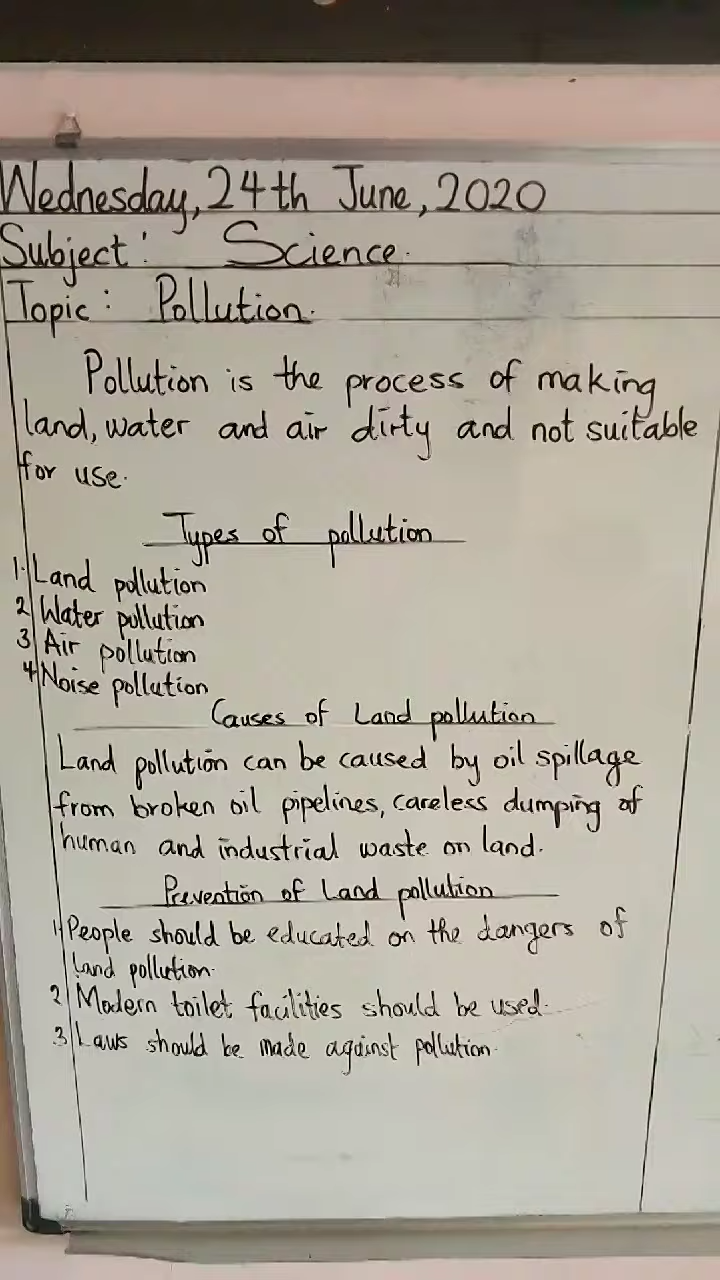 Wednesday, 24th June, 2020
Subject: Science.
Topic: Pollution.
Pollution is the process of making
land, water and air dirty and not suitable
for use.
Types of pollution
1. Land pollution
2 Water pollution
3 Air pollution
4 Noise pollution
Causes of Land pollution
Land pollution can be caused by oil spillage
from broken oil pipelines, careless dumping of
human and industrial waste on land.
Prevention of Land pollution
1 People should be educated on the dangers of
land pollution.
2 Modern toilet facilities should be used.
3 Laws should be made against pollution.